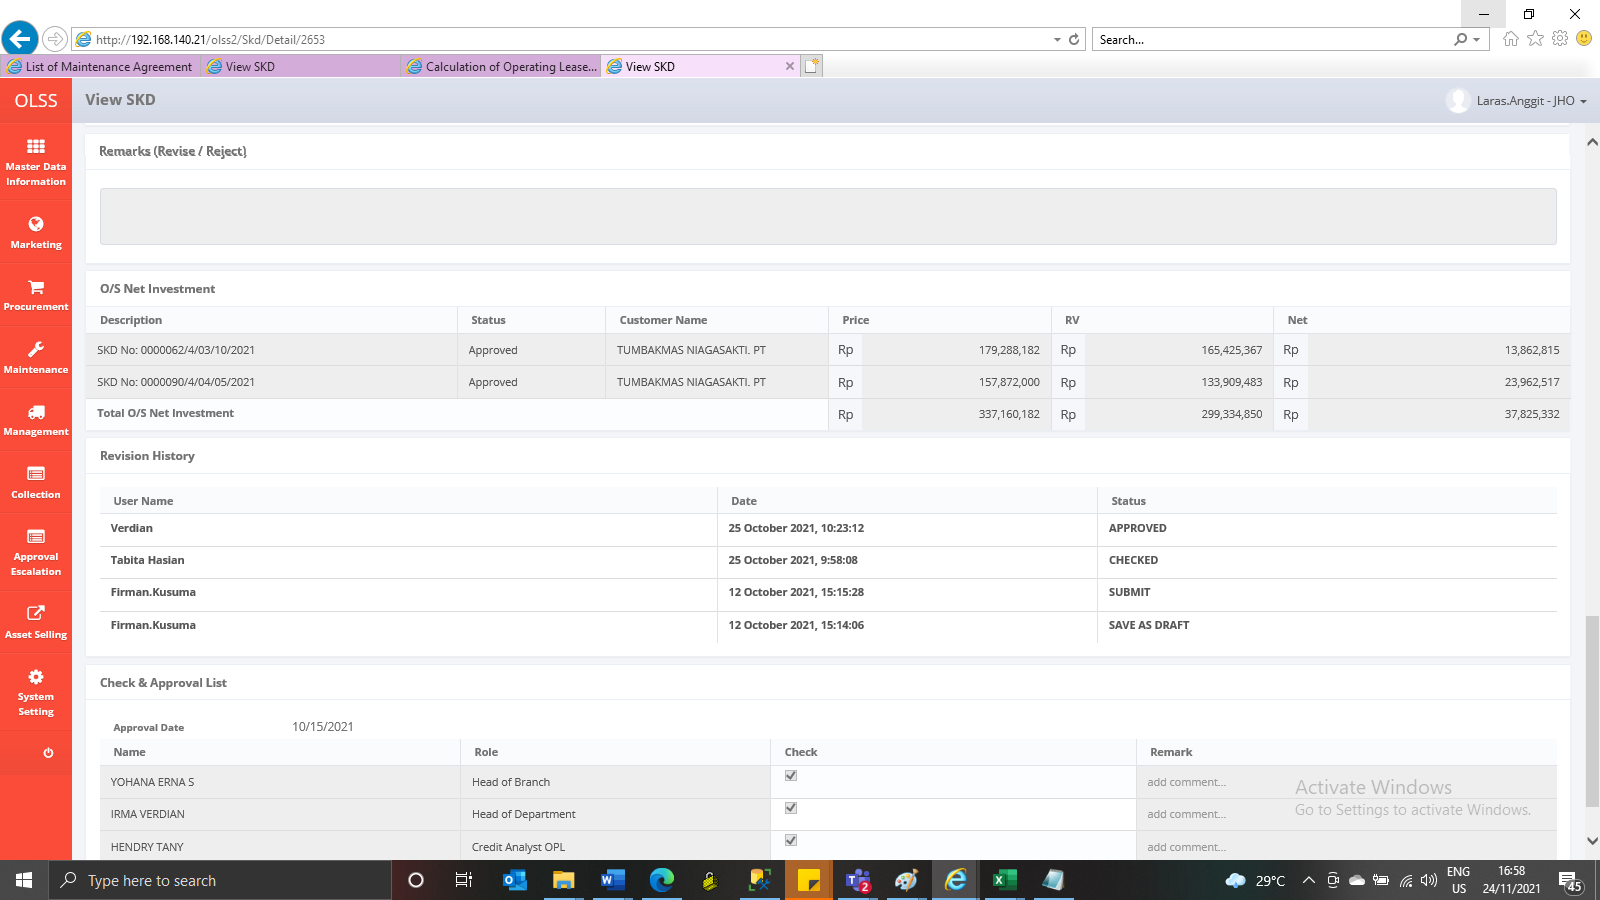 http://192.168.140.21/olss2/Skd/Detail/2653
Search...
List of Maintenance Agreement
View SKD
Calculation of Operating Lease...
View SKD
OLSS
View SKD
Laras.Anggit - JHO
Master Data
Information
Marketing
Procurement
Maintenance
Management
Collection
Approval
Escalation
Asset Selling
System
Setting
Remarks (Revise / Reject)
O/S Net Investment
Description Status Customer Name Price RV Net
SKD No: 0000062/4/03/10/2021 Approved TUMBAKMAS NIAGASAKTI. PT Rp 179,288,182 Rp 165,425,367 Rp 13,862,815
SKD No: 0000090/4/04/05/2021 Approved TUMBAKMAS NIAGASAKTI. PT Rp 157,872,000 Rp 133,909,483 Rp 23,962,517
Total O/S Net Investment Rp 337,160,182 Rp 299,334,850 Rp 37,825,332
Revision History
User Name Date Status
Verdian 25 October 2021, 10:23:12 APPROVED
Tabita Hasian 25 October 2021, 9:58:08 CHECKED
Firman.Kusuma 12 October 2021, 15:15:28 SUBMIT
Firman.Kusuma 12 October 2021, 15:14:06 SAVE AS DRAFT
Check & Approval List
Approval Date 10/15/2021
Name Role Check Remark
YOHANA ERNA S Head of Branch add comment...
IRMA VERDIAN Head of Department add comment...
HENDRY TANY Credit Analyst OPL add comment...
Activate Windows
Go to Settings to activate Windows.
Type here to search
2
29°C
ENG
US
16:58
24/11/2021
45